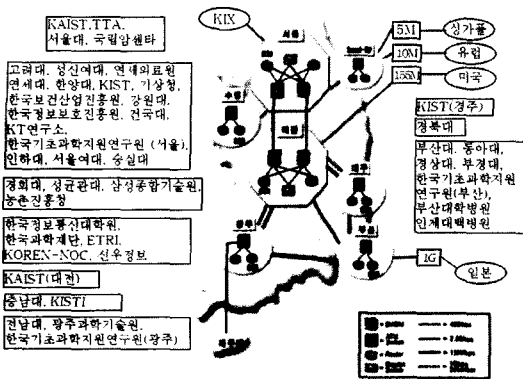 KAIST,TTA,
서울대, 국립암센타
고려대, 성신여대, 연세의료원
연세대, 한양대, KIST, 기상청,
한국보건산업진흥원, 강원대,
한국정보보호진흥원, 건국대,
KT연구소,
한국기초과학지원연구원 (서울),
인하대, 서울여대, 숭실대
경희대, 성균관대, 삼성종합기술원,
농촌진흥청
한국정보통신대학원,
한국과학재단, ETRI,
KOREN-NOC, 신우정보
KAIST(대전)
충남대, KISTI
전남대, 광주과학기술원,
한국기초과학지원연구원(광주)
KIX
서울
수원
대전
광주
대구
부산
5M
싱가폴
10M
유럽
155M
미국
KIST(경주)
경북대
부산대, 동아대,
경상대, 부경대,
한국기초과학지원
연구원(부산),
부산대학병원
인제대백병원
1G
일본
Router